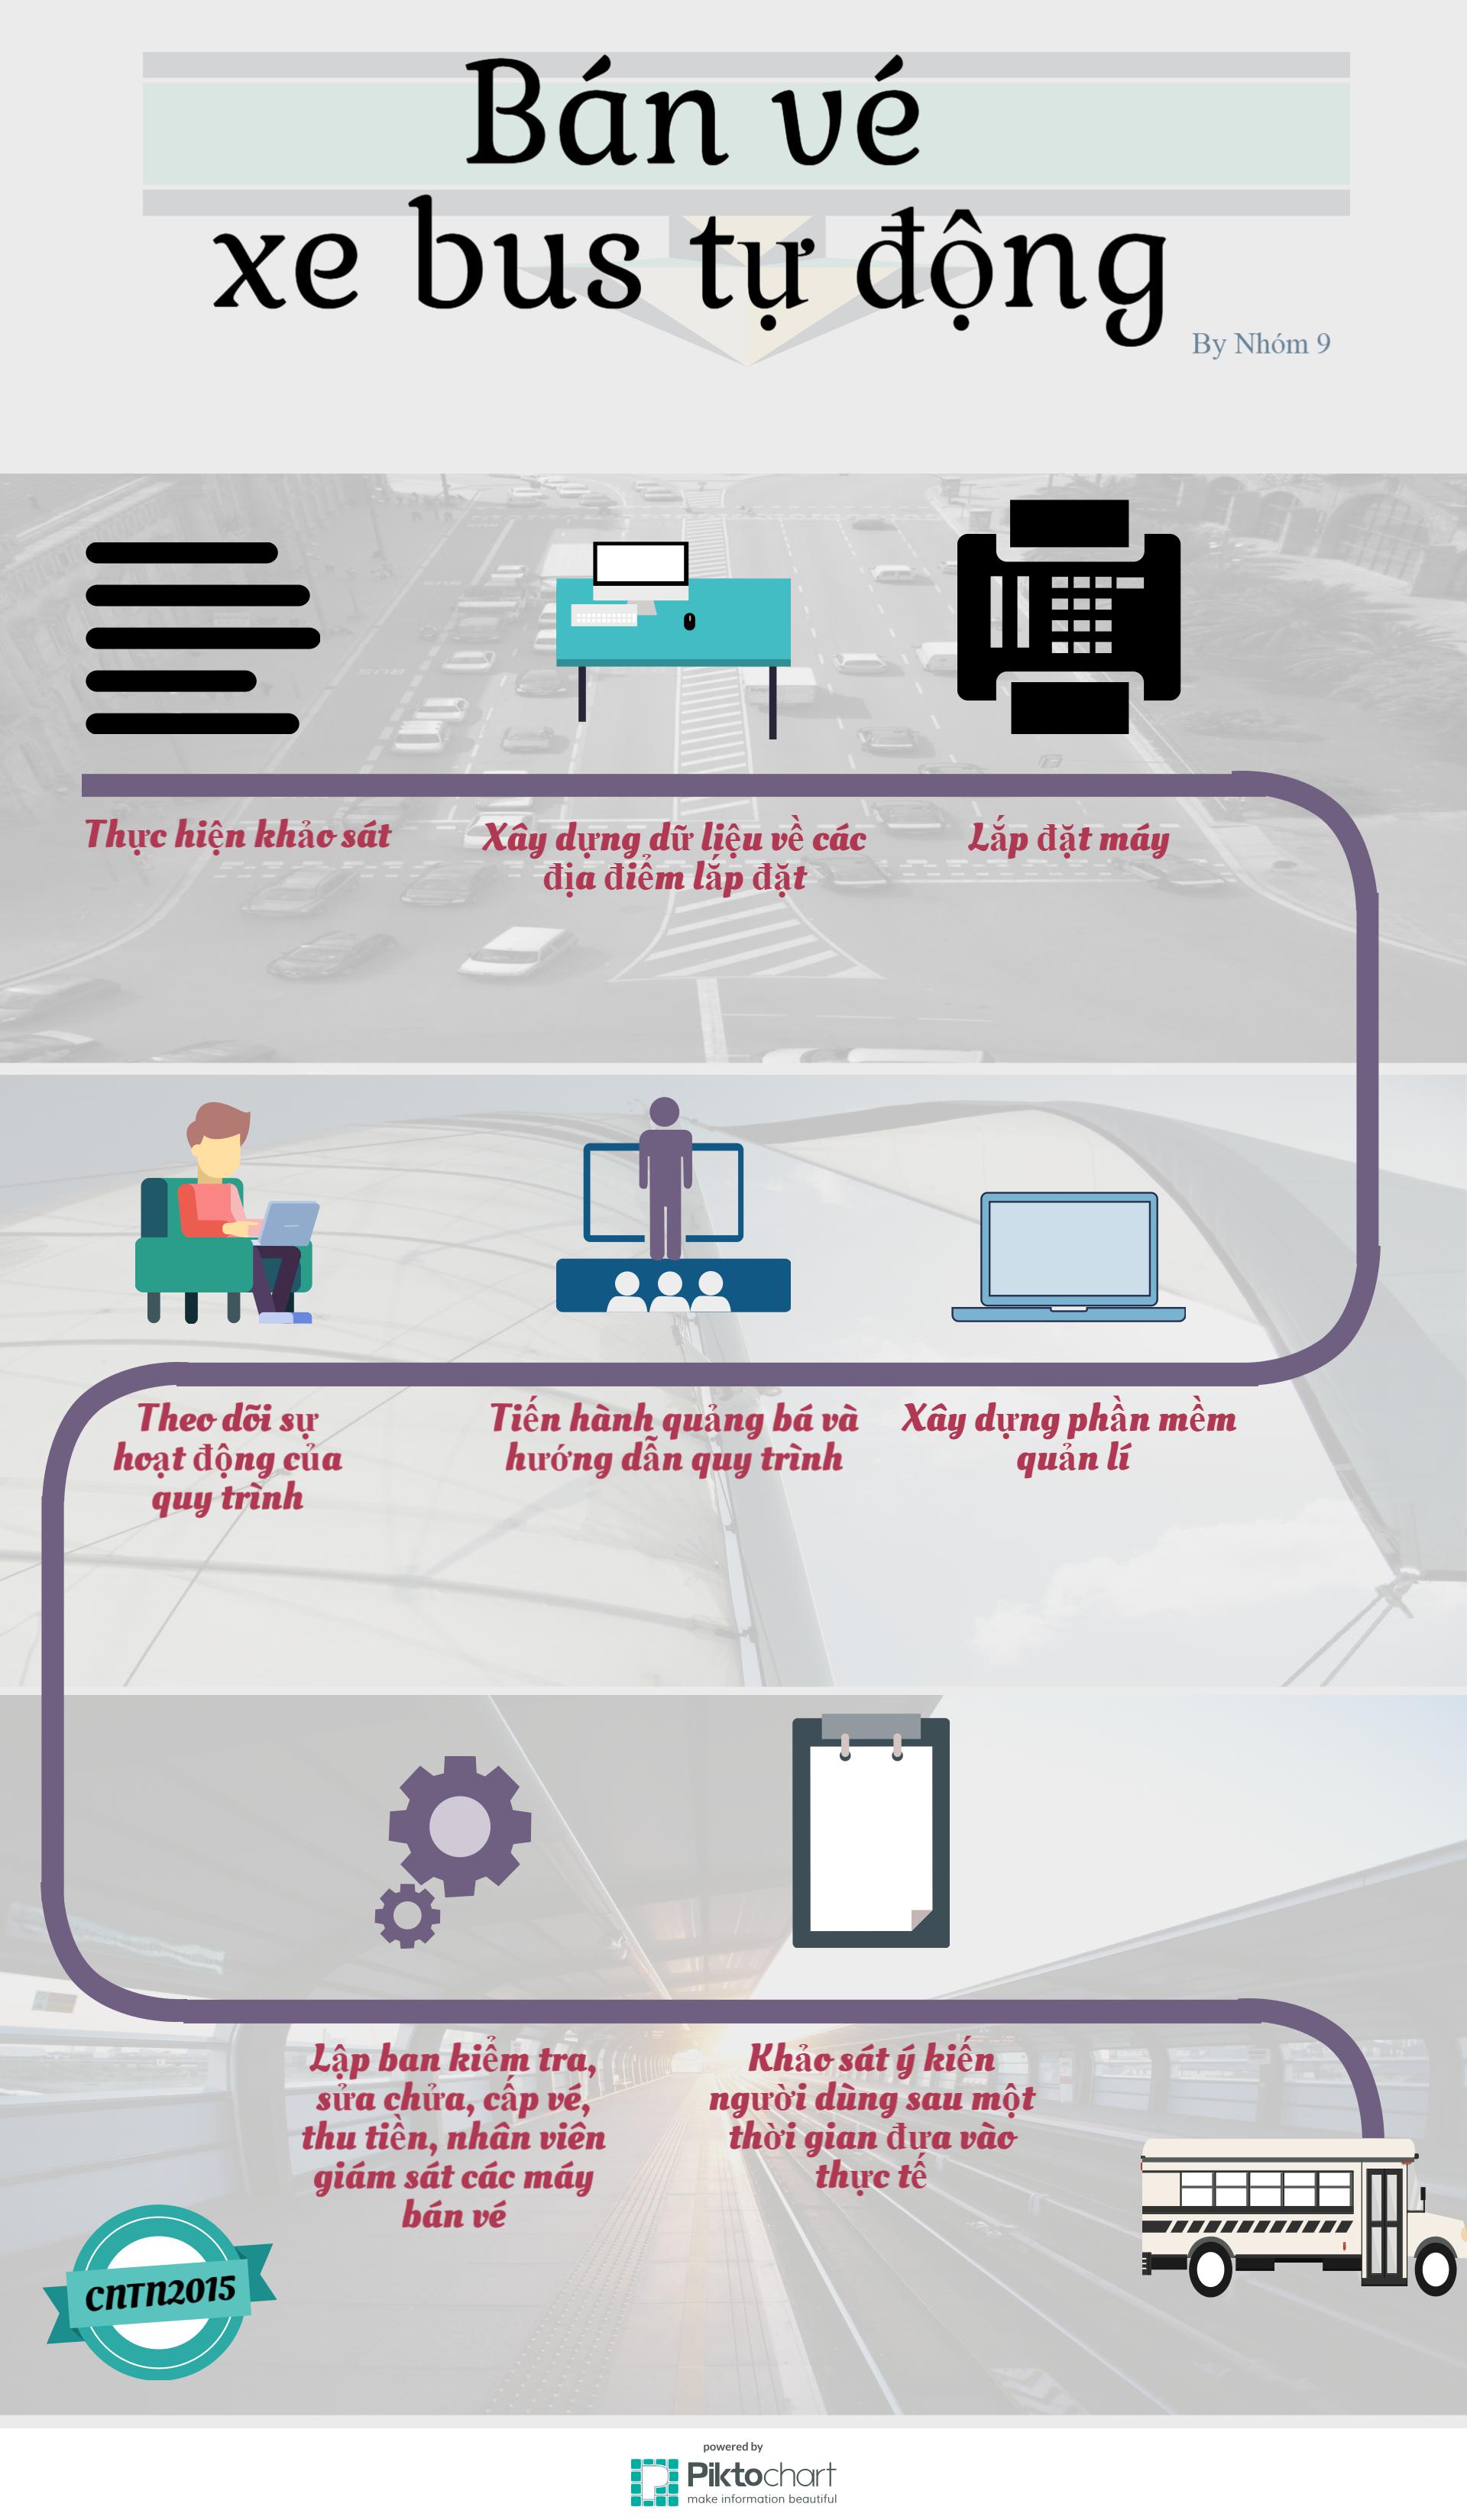 Bán vé
xe bus tự động
By Nhóm 9
Thực hiện khảo sát
Xây dựng dữ liệu về các
địa điểm lắp đặt
Lắp đặt máy
Theo dõi sự
hoạt động của
quy trình
Tiến hành quảng bá và
hướng dẫn quy trình
Xây dựng phần mềm
quản lí
Lập ban kiểm tra,
sửa chửa, cấp vé,
thu tiền, nhân viên
giám sát các máy
bán vé
Khảo sát ý kiến
người dùng sau một
thời gian đưa vào
thực tế
CNTN2015
powered by
Piktochart
make information beautiful